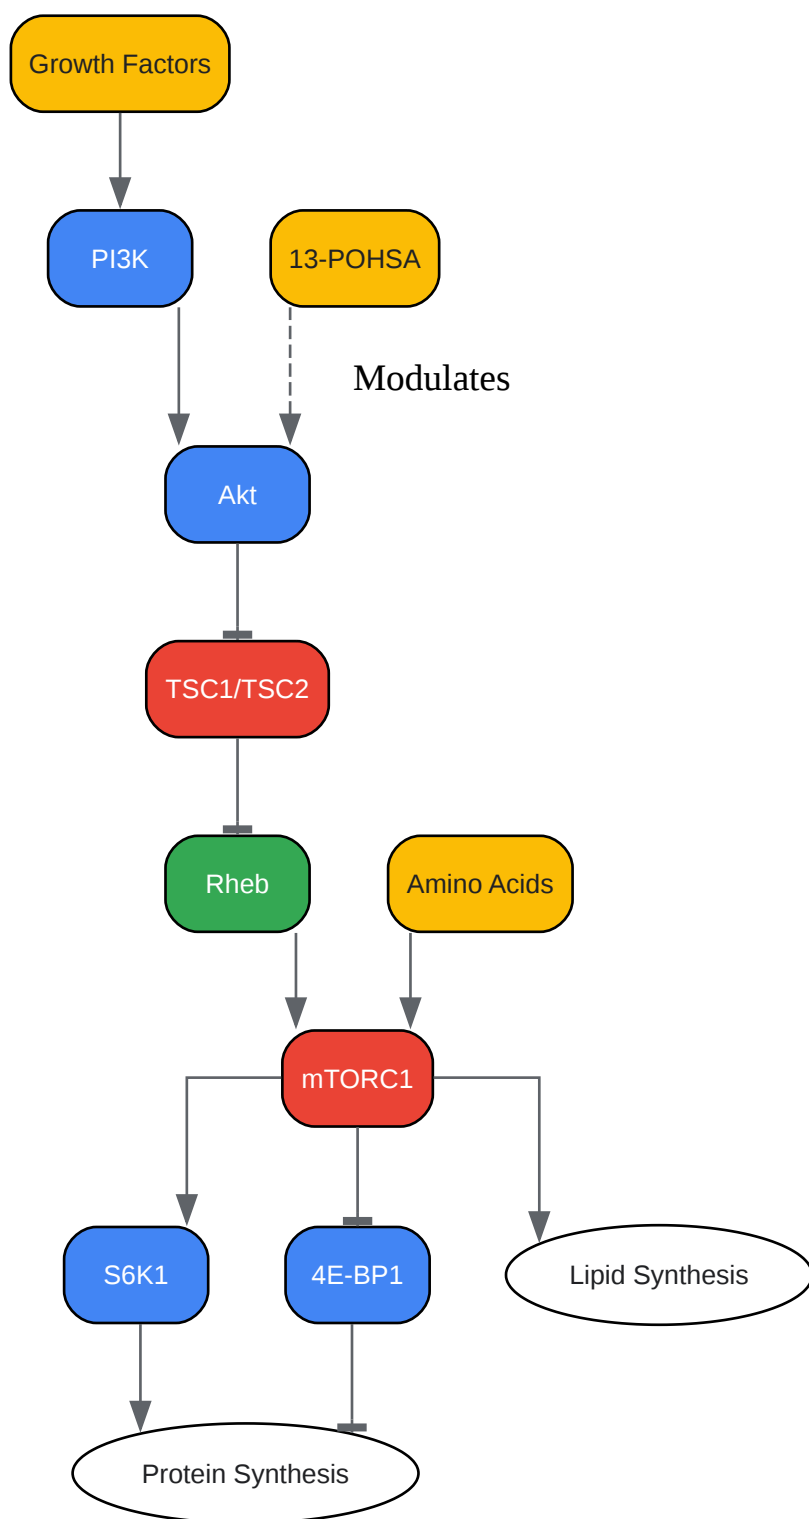 Growth Factors
PI3K
13-POHSA
Modulates
Akt
TSC1/TSC2
Rheb
Amino Acids
mTORC1
S6K1
4E-BP1
Lipid Synthesis
Protein Synthesis